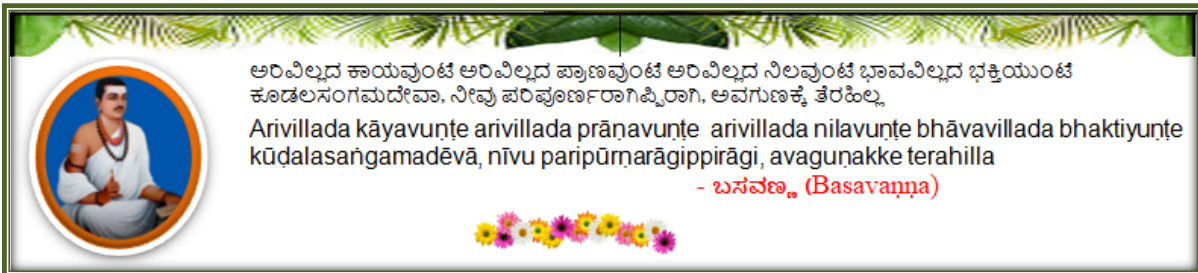 ಅರಿವಿಲ್ಲದ ಕಾಯವುಂಟೆ ಅರಿವಿಲ್ಲದ ಪ್ರಾಣವುಂಟೆ ಅರಿವಿಲ್ಲದ ನಿಲವುಂಟೆ ಭಾವವಿಲ್ಲದ ಭಕ್ತಿಯುಂಟೆ
ಕೂಡಲಸಂಗಮದೇವಾ, ನೀವು ಪರಿಪೂರ್ಣರಾಗಿಪ್ಪಿರಾಗಿ, ಅವಗುಣಕ್ಕೆ ತೆರಹಿಲ್ಲ
Arivillada kāyavuṇṭe arivillada prāṇavuṇṭe arivillada nilavuṇṭe bhāvavillada bhaktiyuṇṭe
kūḍalasaṅgamadēvā, nīvu paripūrṇarāgippirāgi, avaguṇakke terahilla
- ಬಸವಣ್ಣ (Basavaṇṇa)